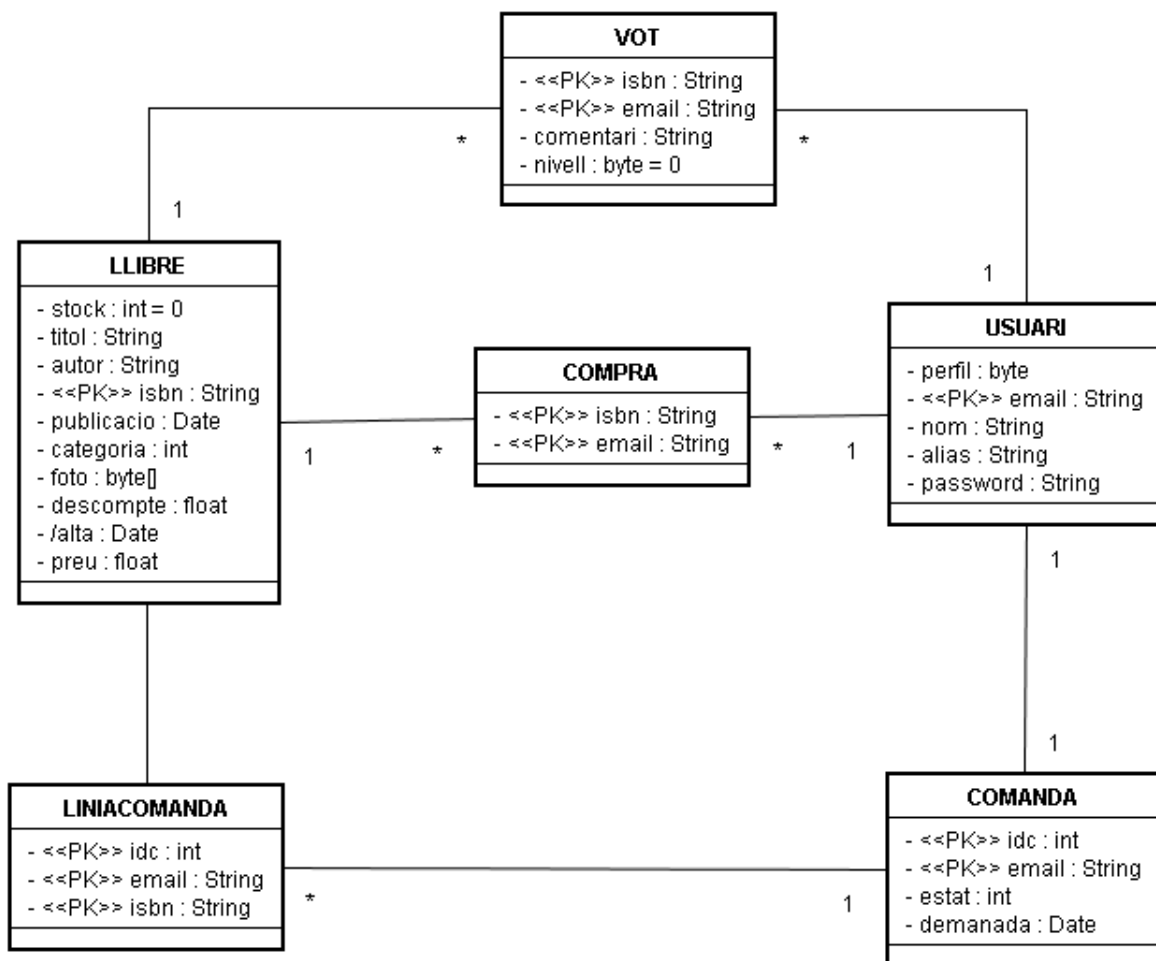 VOT
- <<PK>> isbn : String
- <<PK>> email : String
- comentari : String
- nivell : byte = 0
*
*
1
1
LLIBRE
- stock : int = 0
- titol : String
- autor : String
- <<PK>> isbn : String
- publicacio : Date
- categoria : int
- foto : byte[]
- descompte : float
- /alta : Date
- preu : float
COMPRA
- <<PK>> isbn : String
- <<PK>> email : String
1
*
*
1
USUARI
- perfil : byte
- <<PK>> email : String
- nom : String
- alias : String
- password : String
1
1
LINIACOMANDA
- <<PK>> idc : int
- <<PK>> email : String
- <<PK>> isbn : String
*
1
COMANDA
- <<PK>> idc : int
- <<PK>> email : String
- estat : int
- demanada : Date